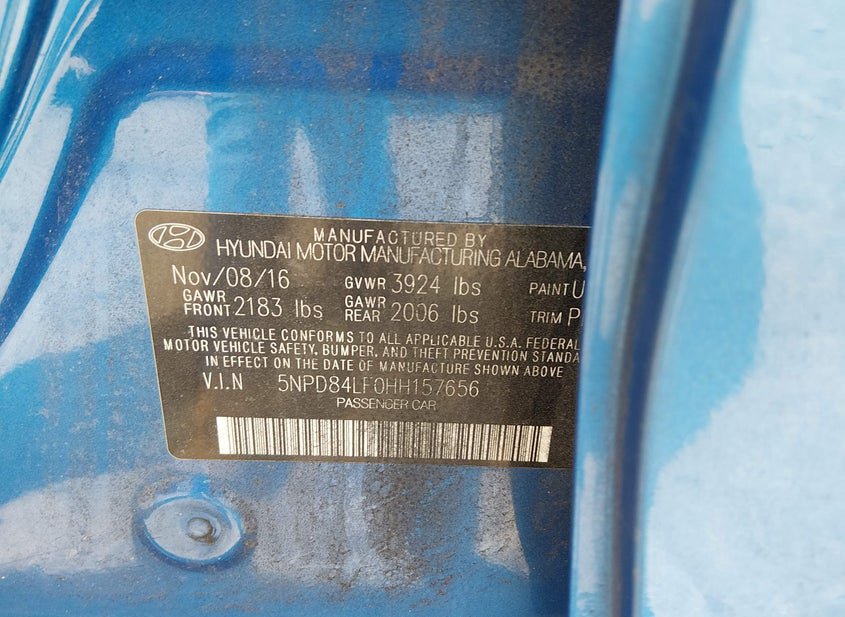 MANUFACTURED BY
HYUNDAI MOTOR MANUFACTURING ALABAMA,
Nov/08/16 GVWR 3924 lbs PAINT U
GAWR FRONT 2183 lbs GAWR REAR 2006 lbs TRIM P
THIS VEHICLE CONFORMS TO ALL APPLICABLE U.S.A. FEDERAL
MOTOR VEHICLE SAFETY, BUMPER, AND THEFT PREVENTION STANDA
IN EFFECT ON THE DATE OF MANUFACTURE SHOWN ABOVE
V.I.N 5NPD84LF0HH157656
PASSENGER CAR